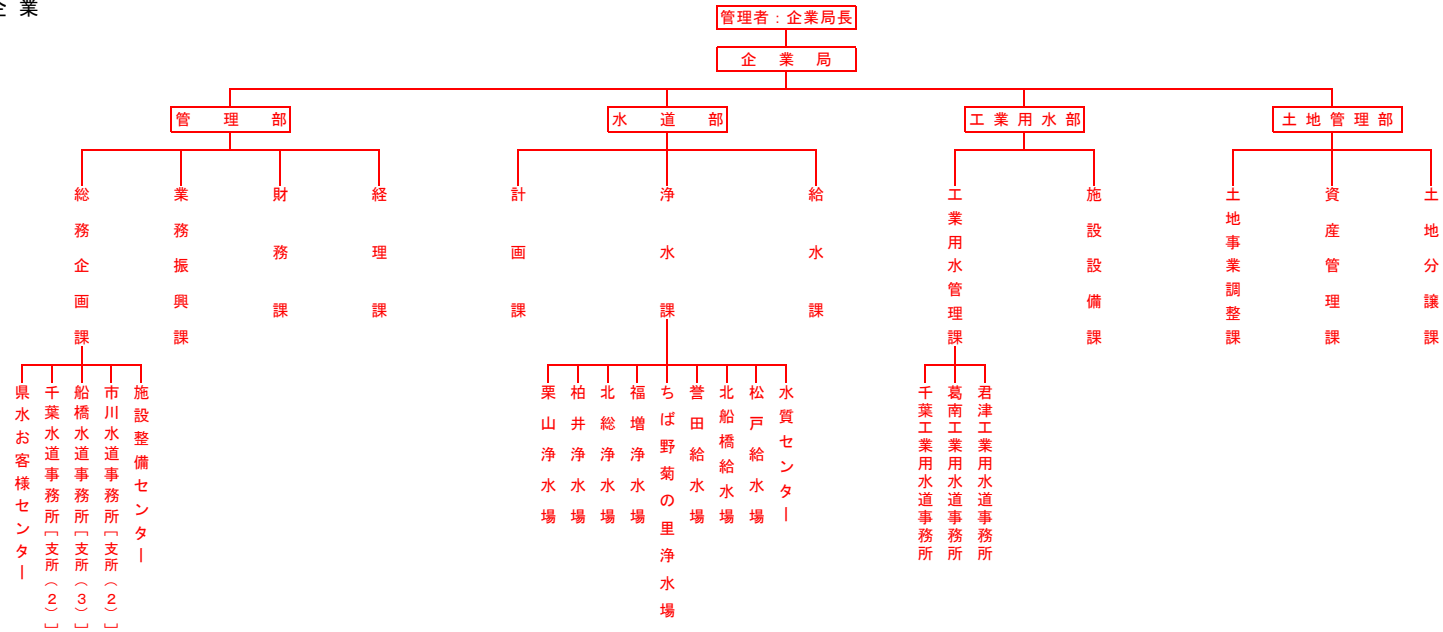 企業
管理者：企業局長
企業局
管理部
水道部
工業用水部
土地管理部
総務企画課
業務振興課
財務課
経理課
計画課
浄水課
給水課
工業用水管理課
施設設備課
土地事業調整課
資産管理課
土地分譲課
県水お客様センター
千葉水道事務所［支所（２）］
船橋水道事務所［支所（３）］
市川水道事務所［支所（２）］
施設整備センター
栗山浄水場
柏井浄水場
北総浄水場
福増浄水場
ちば野菊の里浄水場
誉田給水場
北船橋給水場
松戸給水場
水質センター
千葉工業用水道事務所
葛南工業用水道事務所
君津工業用水道事務所